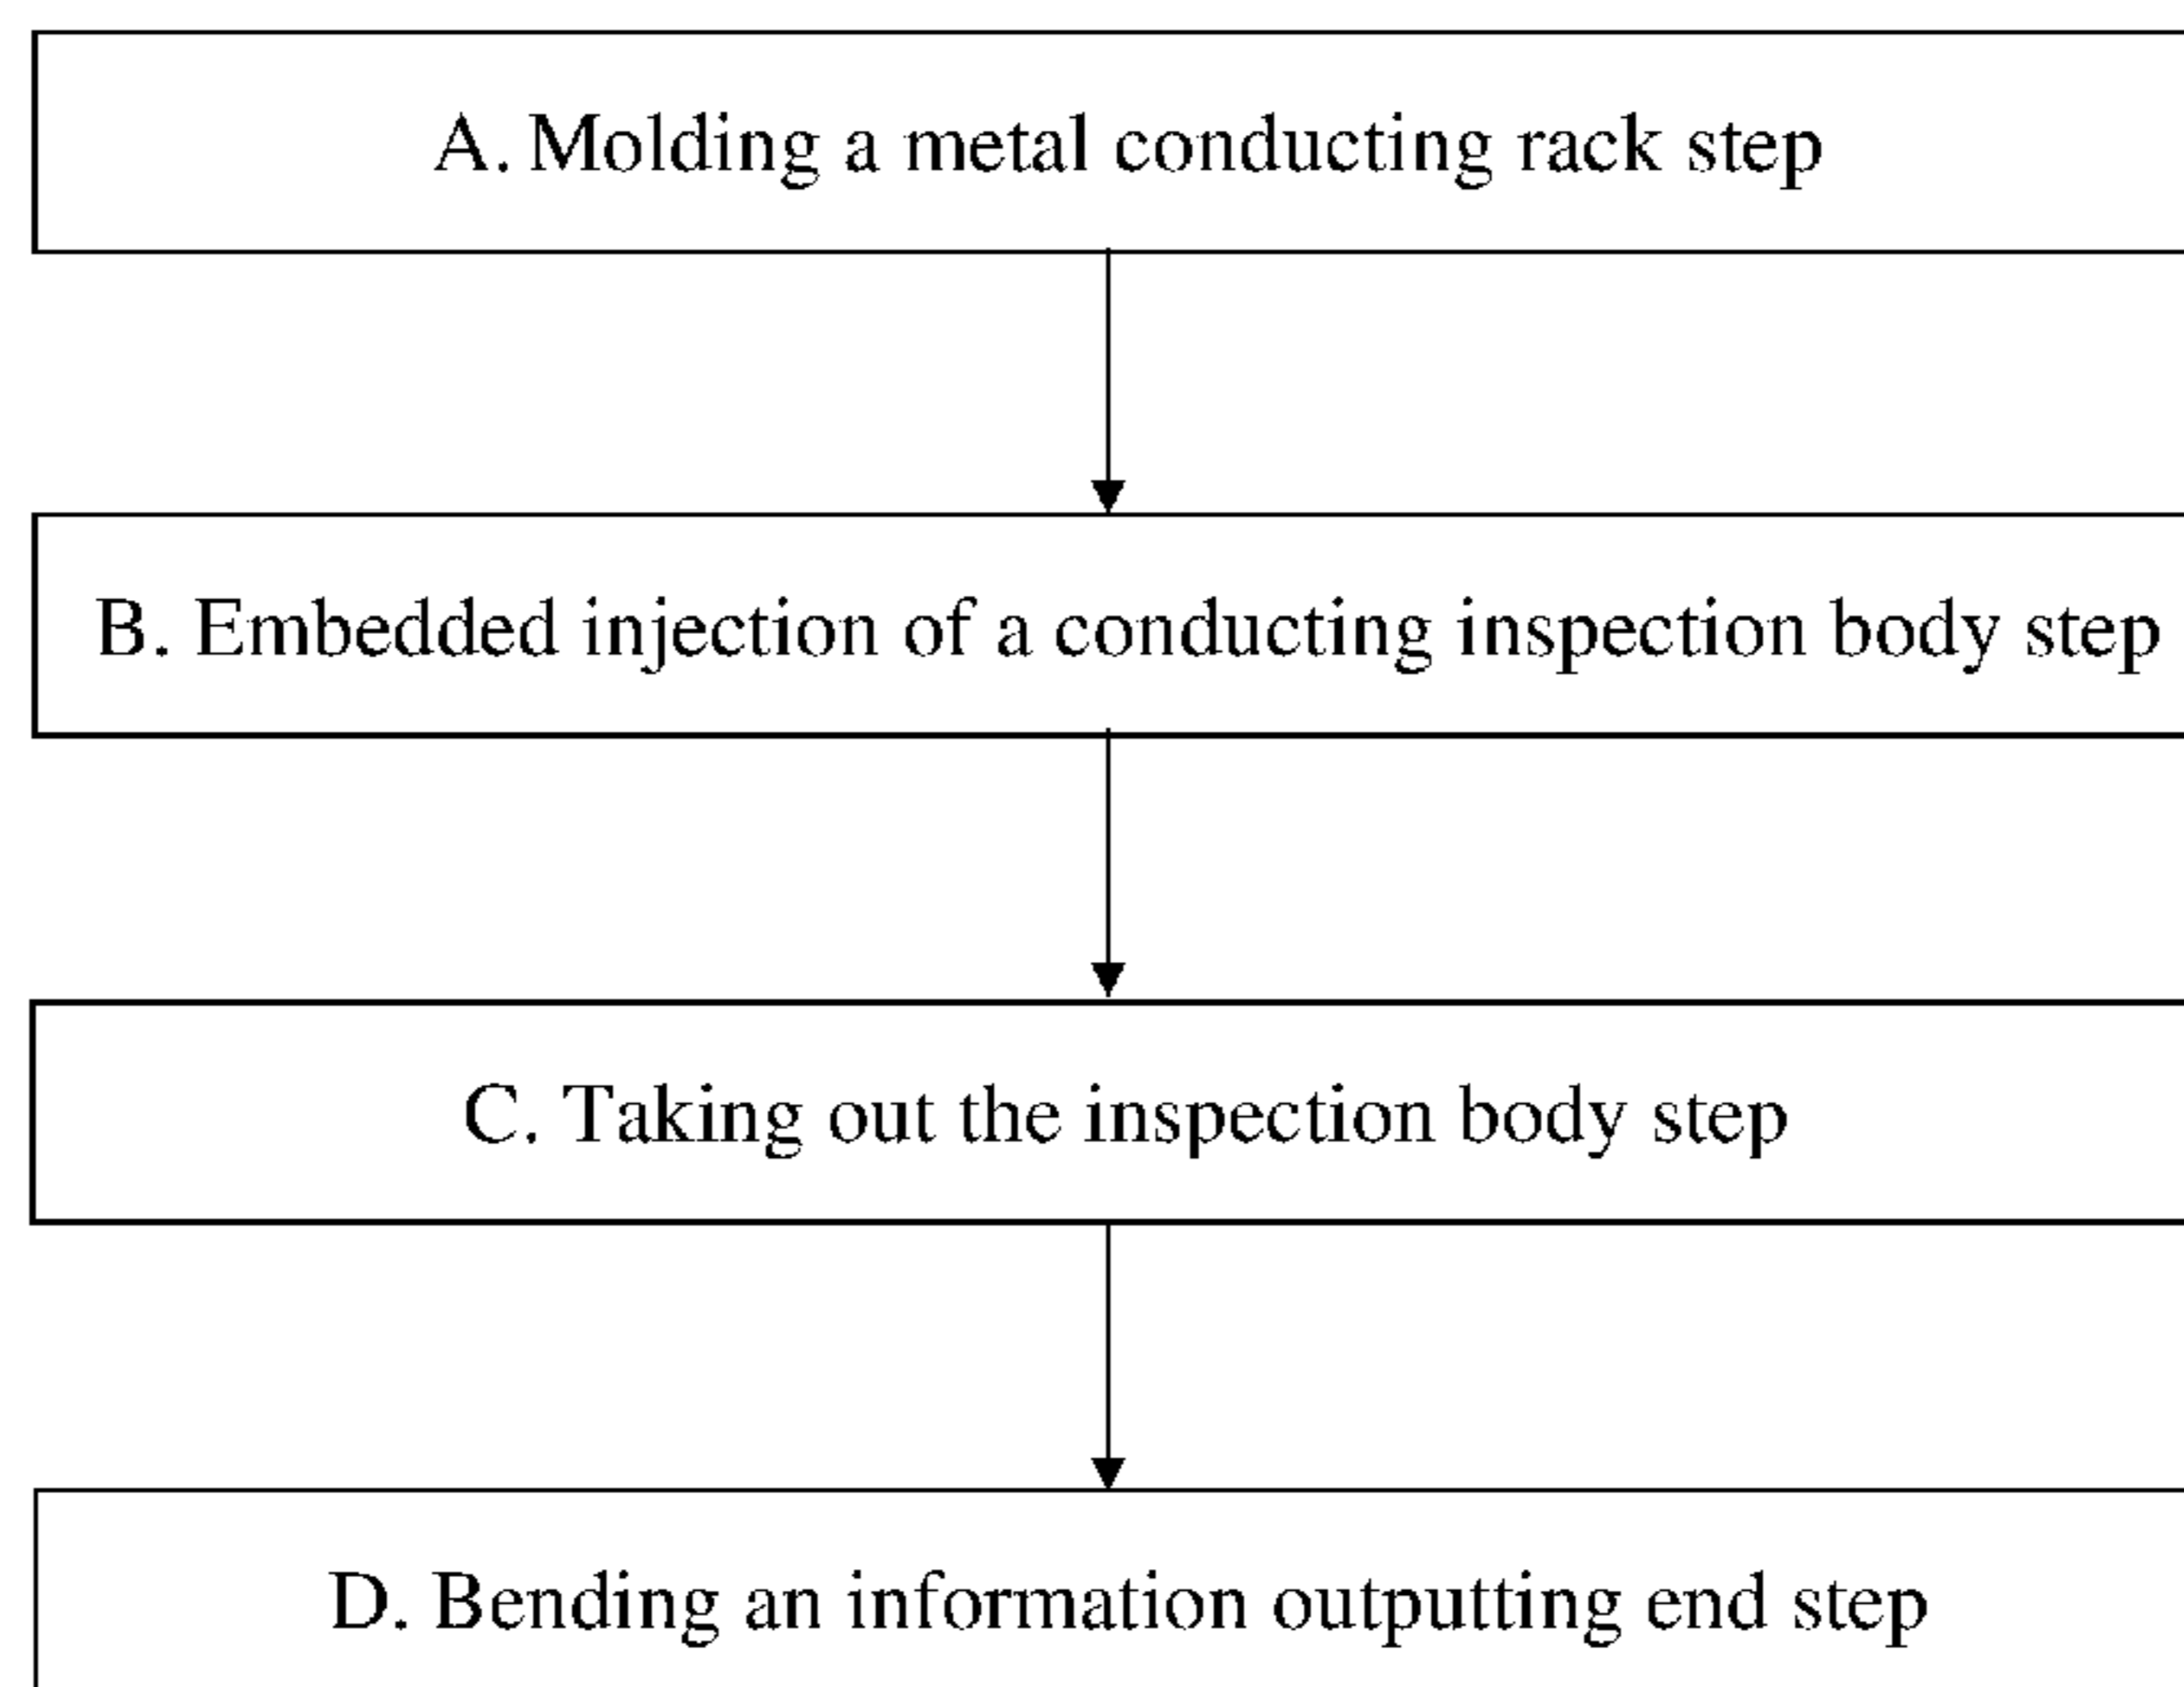 A. Molding a metal conducting rack step
B. Embedded injection of a conducting inspection body step
C. Taking out the inspection body step
D. Bending an information outputting end step